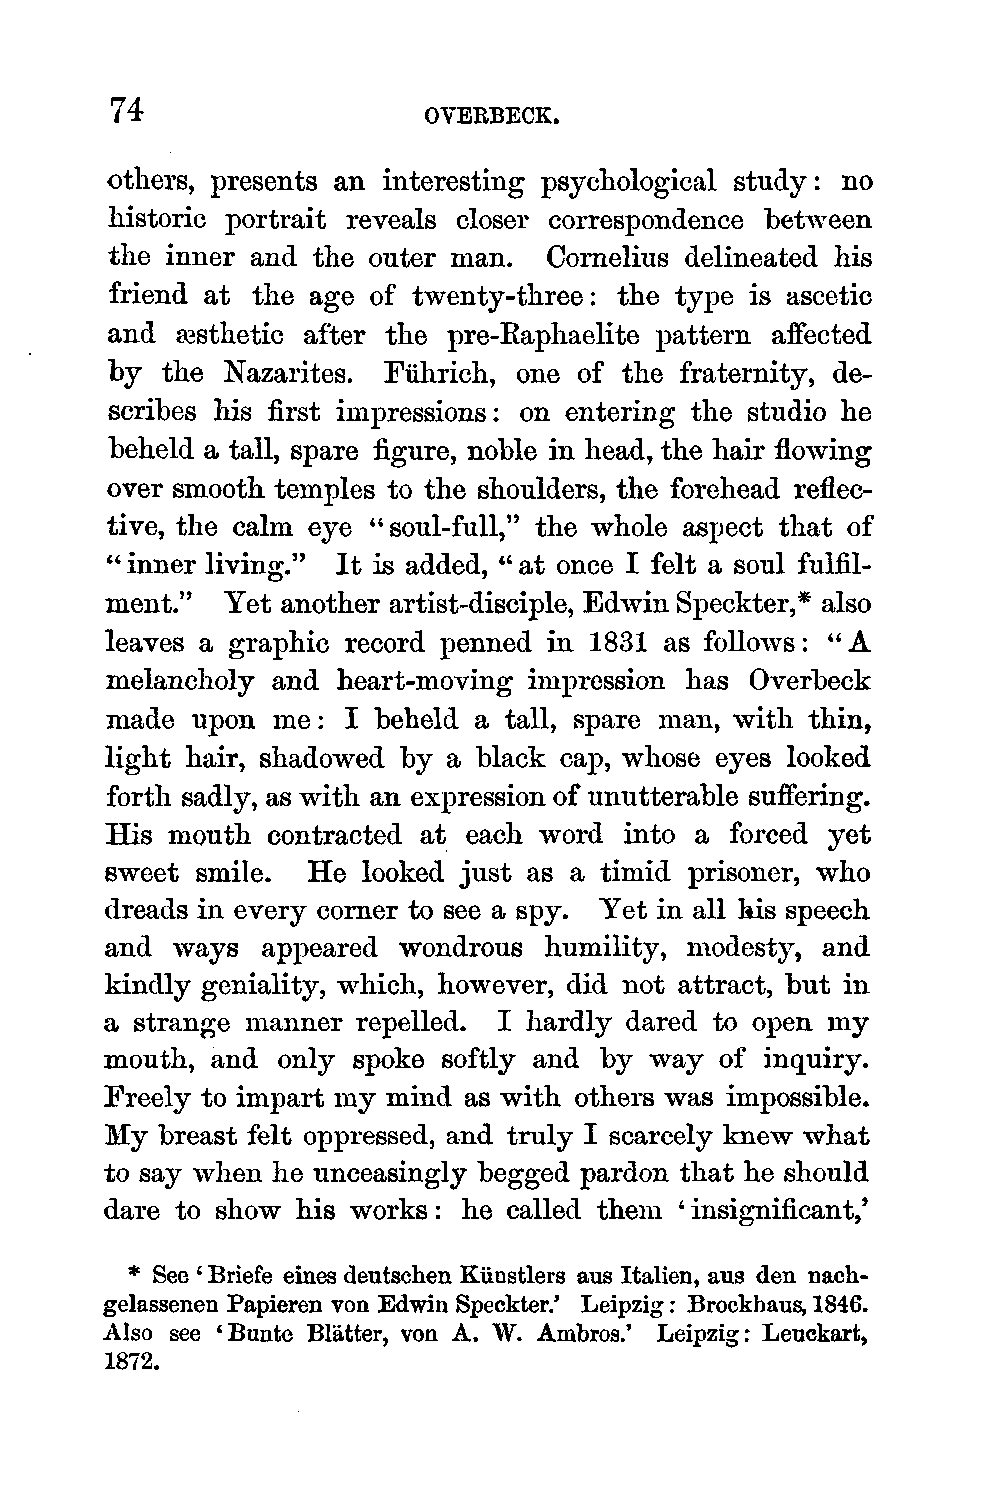 74 OVERBECK.
others, presents an interesting psychological study: no
historic portrait reveals closer correspondence between
the inner and the outer man. Cornelius delineated his
friend at the age of twenty-three: the type is ascetic
and æsthetic after the pre-Raphaelite pattern affected
by the Nazarites. Führich, one of the fraternity, de-
scribes his first impressions: on entering the studio he
beheld a tall, spare figure, noble in head, the hair flowing
over smooth temples to the shoulders, the forehead reflec-
tive, the calm eye “soul-full,” the whole aspect that of
“inner living.” It is added, “at once I felt a soul fulfil-
ment.” Yet another artist-disciple, Edwin Speckter,* also
leaves a graphic record penned in 1831 as follows: “A
melancholy and heart-moving impression has Overbeck
made upon me: I beheld a tall, spare man, with thin,
light hair, shadowed by a black cap, whose eyes looked
forth sadly, as with an expression of unutterable suffering.
His mouth contracted at each word into a forced yet
sweet smile. He looked just as a timid prisoner, who
dreads in every corner to see a spy. Yet in all his speech
and ways appeared wondrous humility, modesty, and
kindly geniality, which, however, did not attract, but in
a strange manner repelled. I hardly dared to open my
mouth, and only spoke softly and by way of inquiry.
Freely to impart my mind as with others was impossible.
My breast felt oppressed, and truly I scarcely knew what
to say when he unceasingly begged pardon that he should
dare to show his works: he called them ‘insignificant,’
* See ‘Briefe eines deutschen Künstlers aus Italien, aus den nach-
gelassenen Papieren von Edwin Speckter.’ Leipzig: Brockhaus, 1846.
Also see ‘Bunte Blätter, von A. W. Ambros.’ Leipzig: Leuckart,
1872.